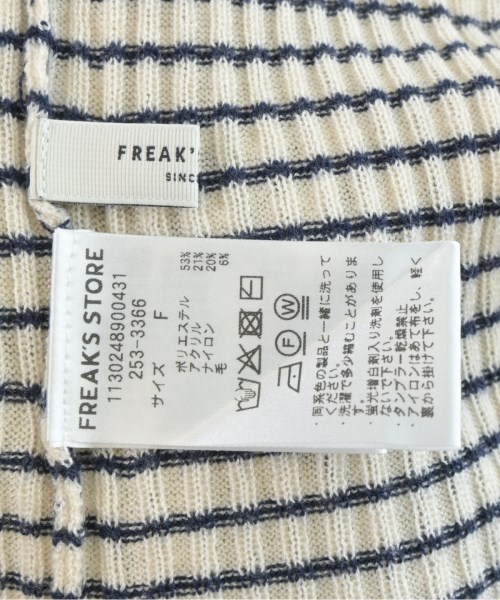 FREAK'
SINC
FREAK'S STORE
11302489004​31
253-3366
サイズ F
ポリエステル 53%
アクリル 21%
ナイロン 20%
毛 6%
F
W
・同系色の製品と一緒に洗って
ください。
・洗濯で多少縮むことがありま
す。
・蛍光増白剤入り洗剤を使用し
ないで下さい。
・タンブラー乾燥禁止
・アイロンはあて布をし、軽く
裏から掛けて下さい。